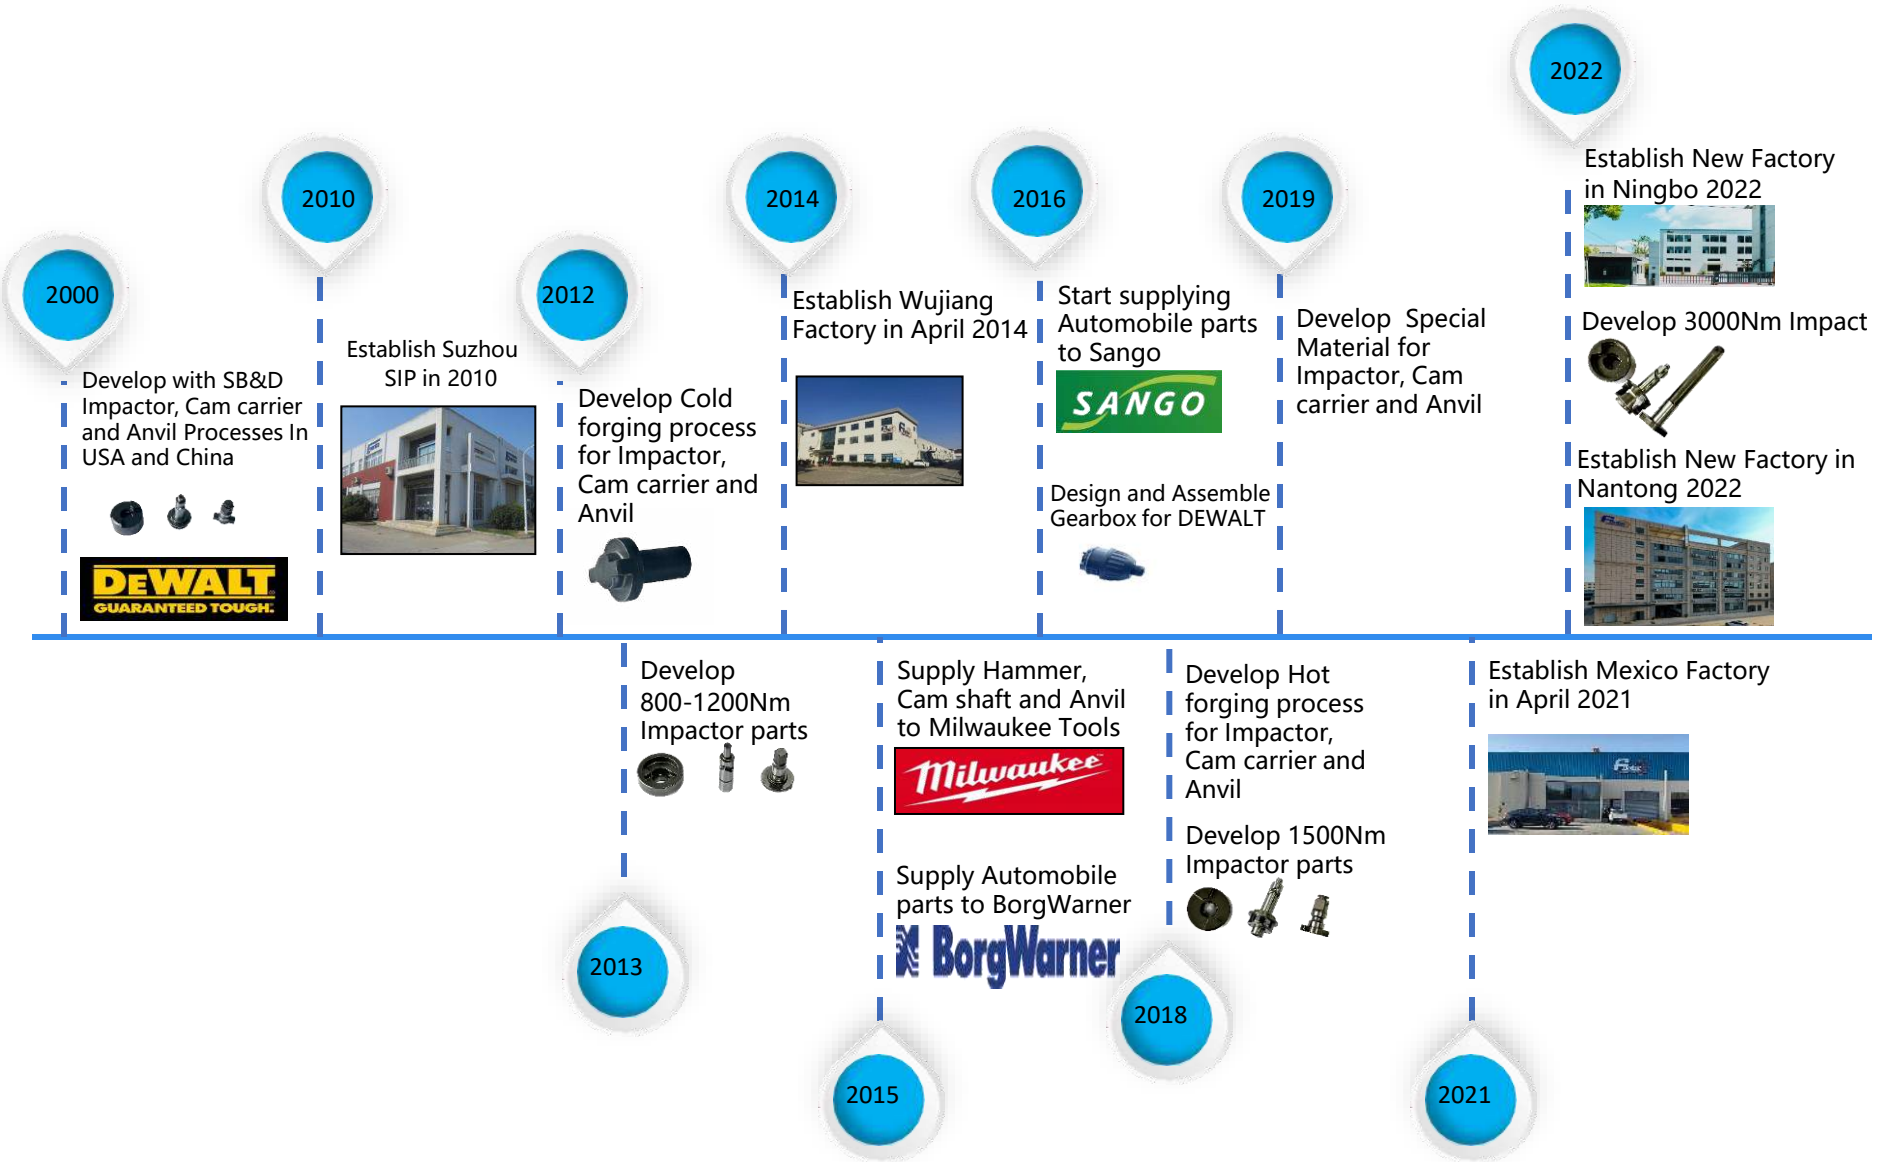 2000
Develop with SB&D
Impactor, Cam carrier
and Anvil Processes In
USA and China
DEWALT
GUARANTEED TOUGH.
2010
Establish Suzhou
SIP in 2010
2012
Develop Cold
forging process
for Impactor,
Cam carrier and
Anvil
2013
Develop
800-1200Nm
Impactor parts
2014
Establish Wujiang
Factory in April 2014
2015
Supply Hammer,
Cam shaft and Anvil
to Milwaukee Tools
Milwaukee™
Supply Automobile
parts to BorgWarner
BorgWarner
2016
Start supplying
Automobile parts
to Sango
SANGO
Design and Assemble
Gearbox for DEWALT
2018
Develop Hot
forging process
for Impactor,
Cam carrier and
Anvil
Develop 1500Nm
Impactor parts
2019
Develop  Special
Material for
Impactor, Cam
carrier and Anvil
2021
Establish Mexico Factory
in April 2021
2022
Establish New Factory
in Ningbo 2022
Develop 3000Nm Impact
Establish New Factory in
Nantong 2022